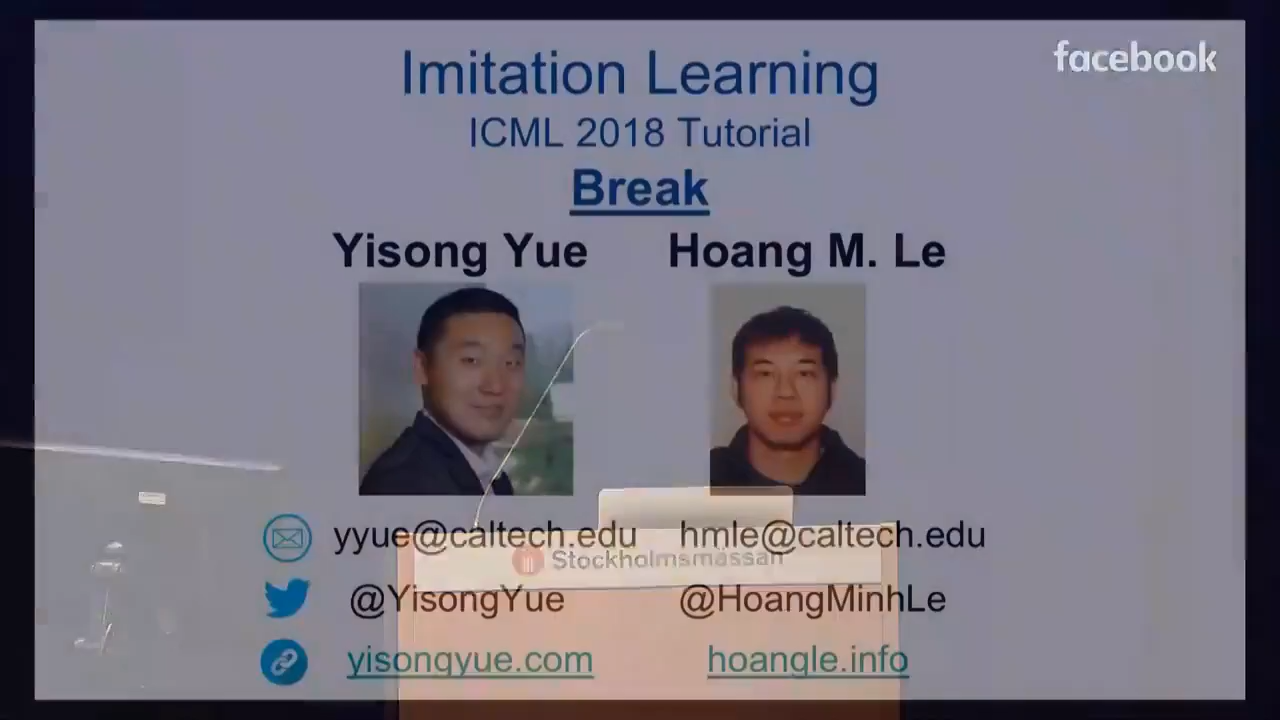 facebook
Imitation Learning
ICML 2018 Tutorial
Break
Yisong Yue Hoang M. Le
yyue@caltech.edu hmle@caltech.edu
Stockholmsmässan
@YisongYue @HoangMinhLe
yisongyue.com hoangle.info